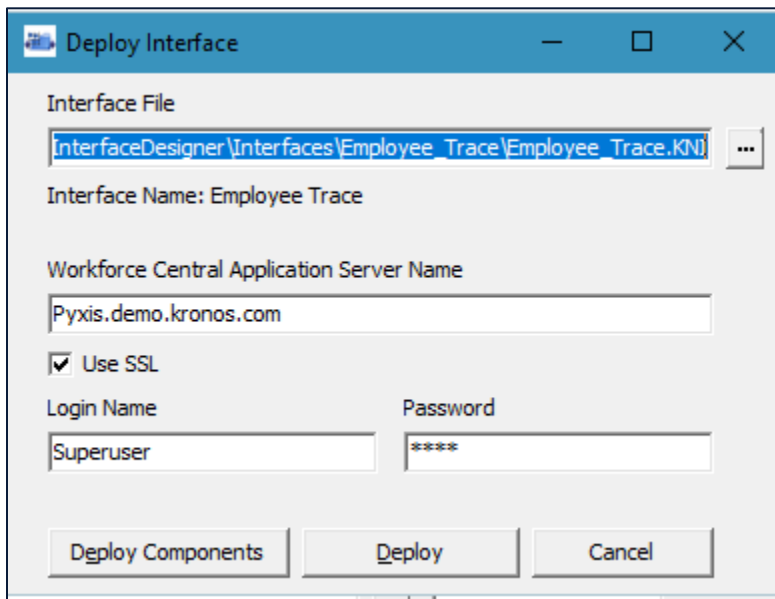 Deploy Interface
Interface File
InterfaceDesigner\Interfaces\Employee_Trace\Employee_Trace.KNI
...
Interface Name: Employee Trace
Workforce Central Application Server Name
Pyxis.demo.kronos.com
Use SSL
Login Name Password
Superuser ****
Deploy Components Deploy Cancel